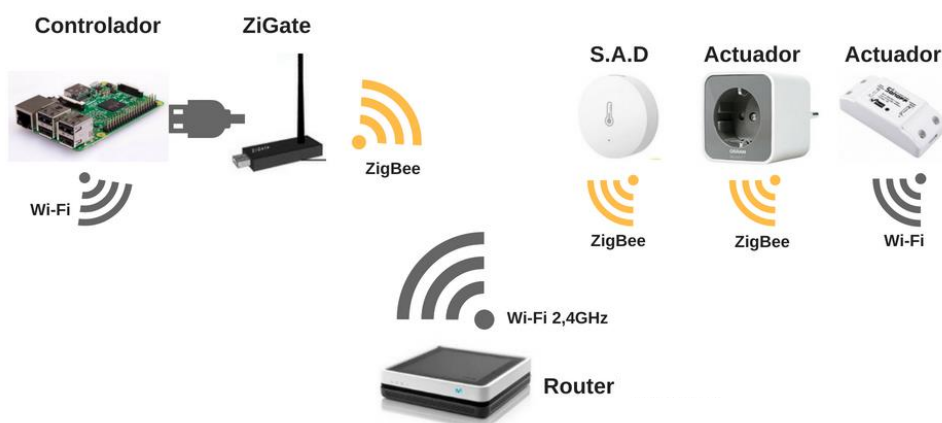 Controlador
ZiGate
S.A.D
Actuador
Actuador
ZigBee
Wi-Fi
ZigBee
ZigBee
Wi-Fi
Wi-Fi 2,4GHz
Router